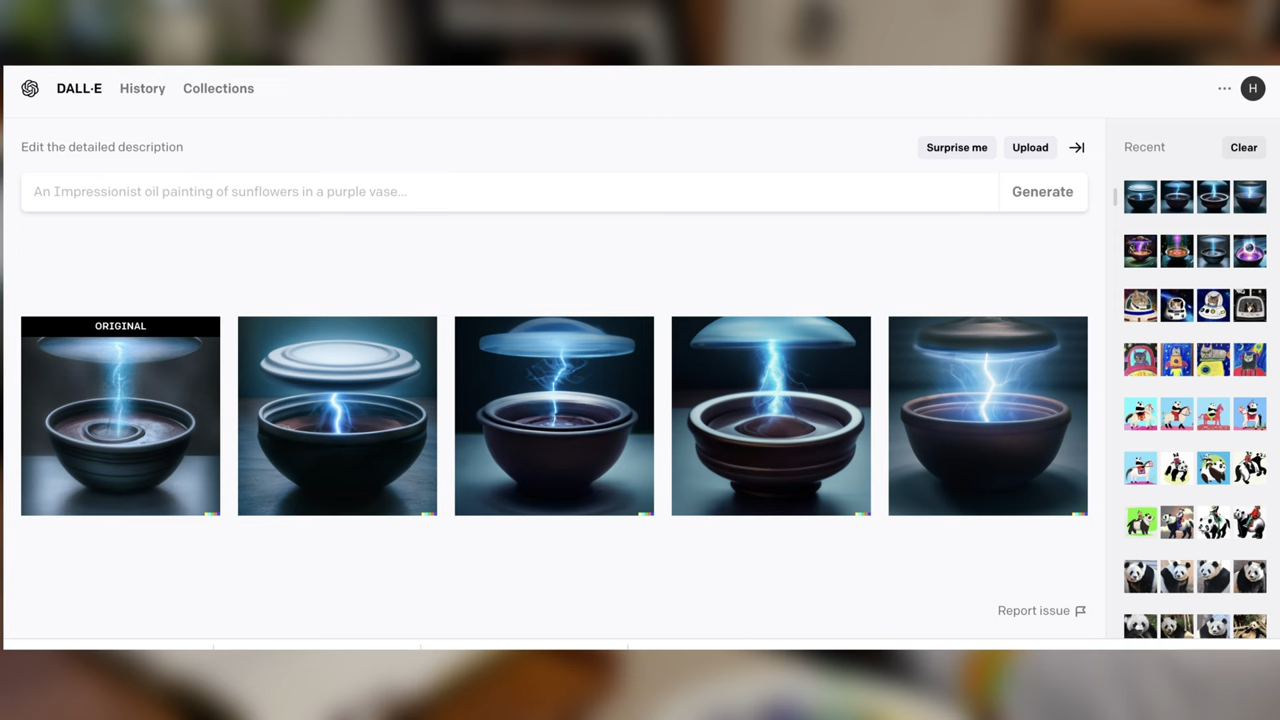 DALL·E History Collections
··· H
Edit the detailed description
Surprise me Upload
Recent Clear
An Impressionist oil painting of sunflowers in a purple vase...
Generate
ORIGINAL
Report issue